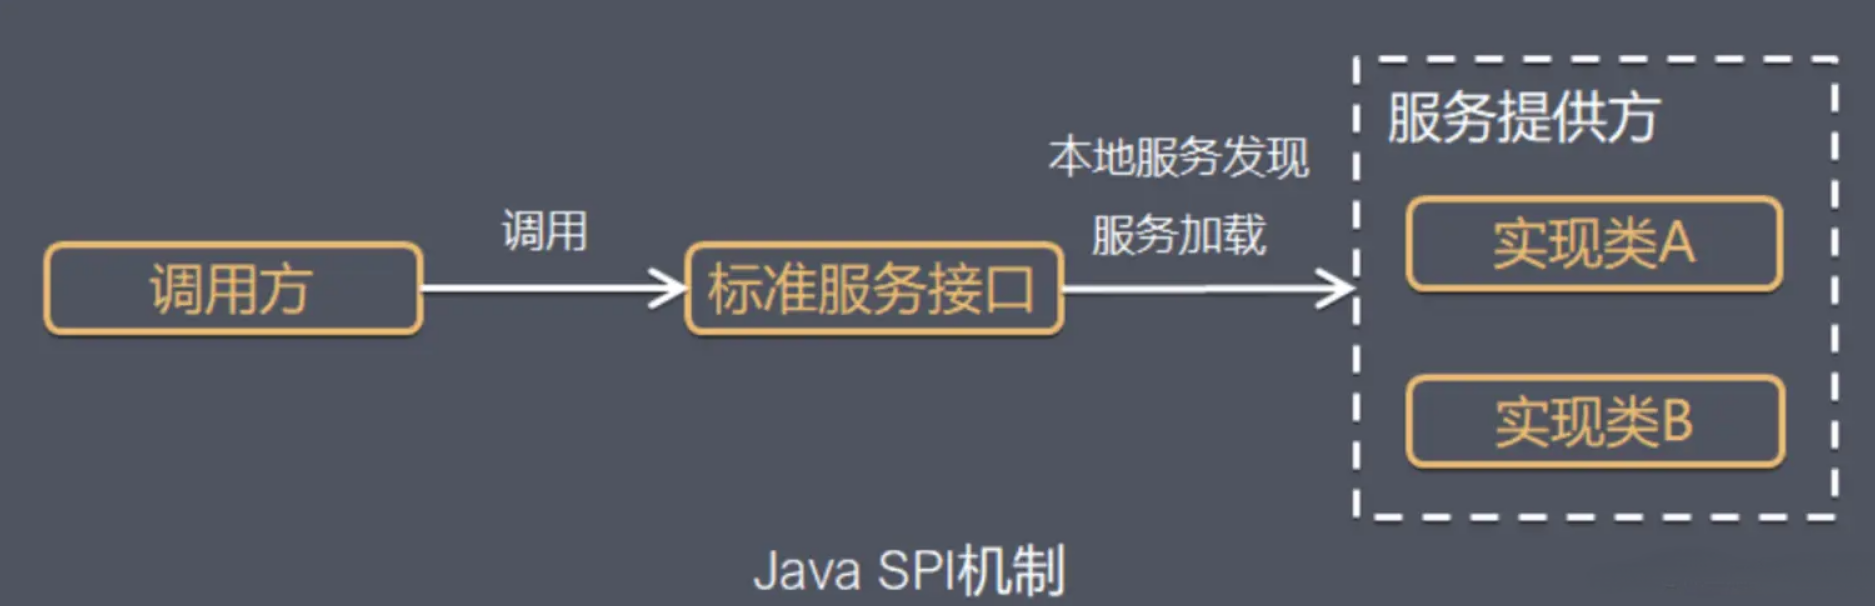 服务提供方
本地服务发现
服务加载
调用
调用方
标准服务接口
实现类A
实现类B
Java SPI机制